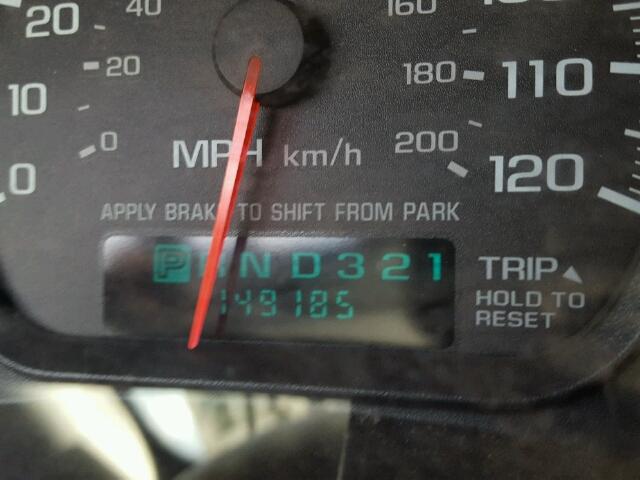 20 40 160
20 180 110
10
0 MPH km/h 200 120
0
APPLY BRAKE TO SHIFT FROM PARK
P R N D 3 2 1 TRIP
149185 HOLD TO
RESET